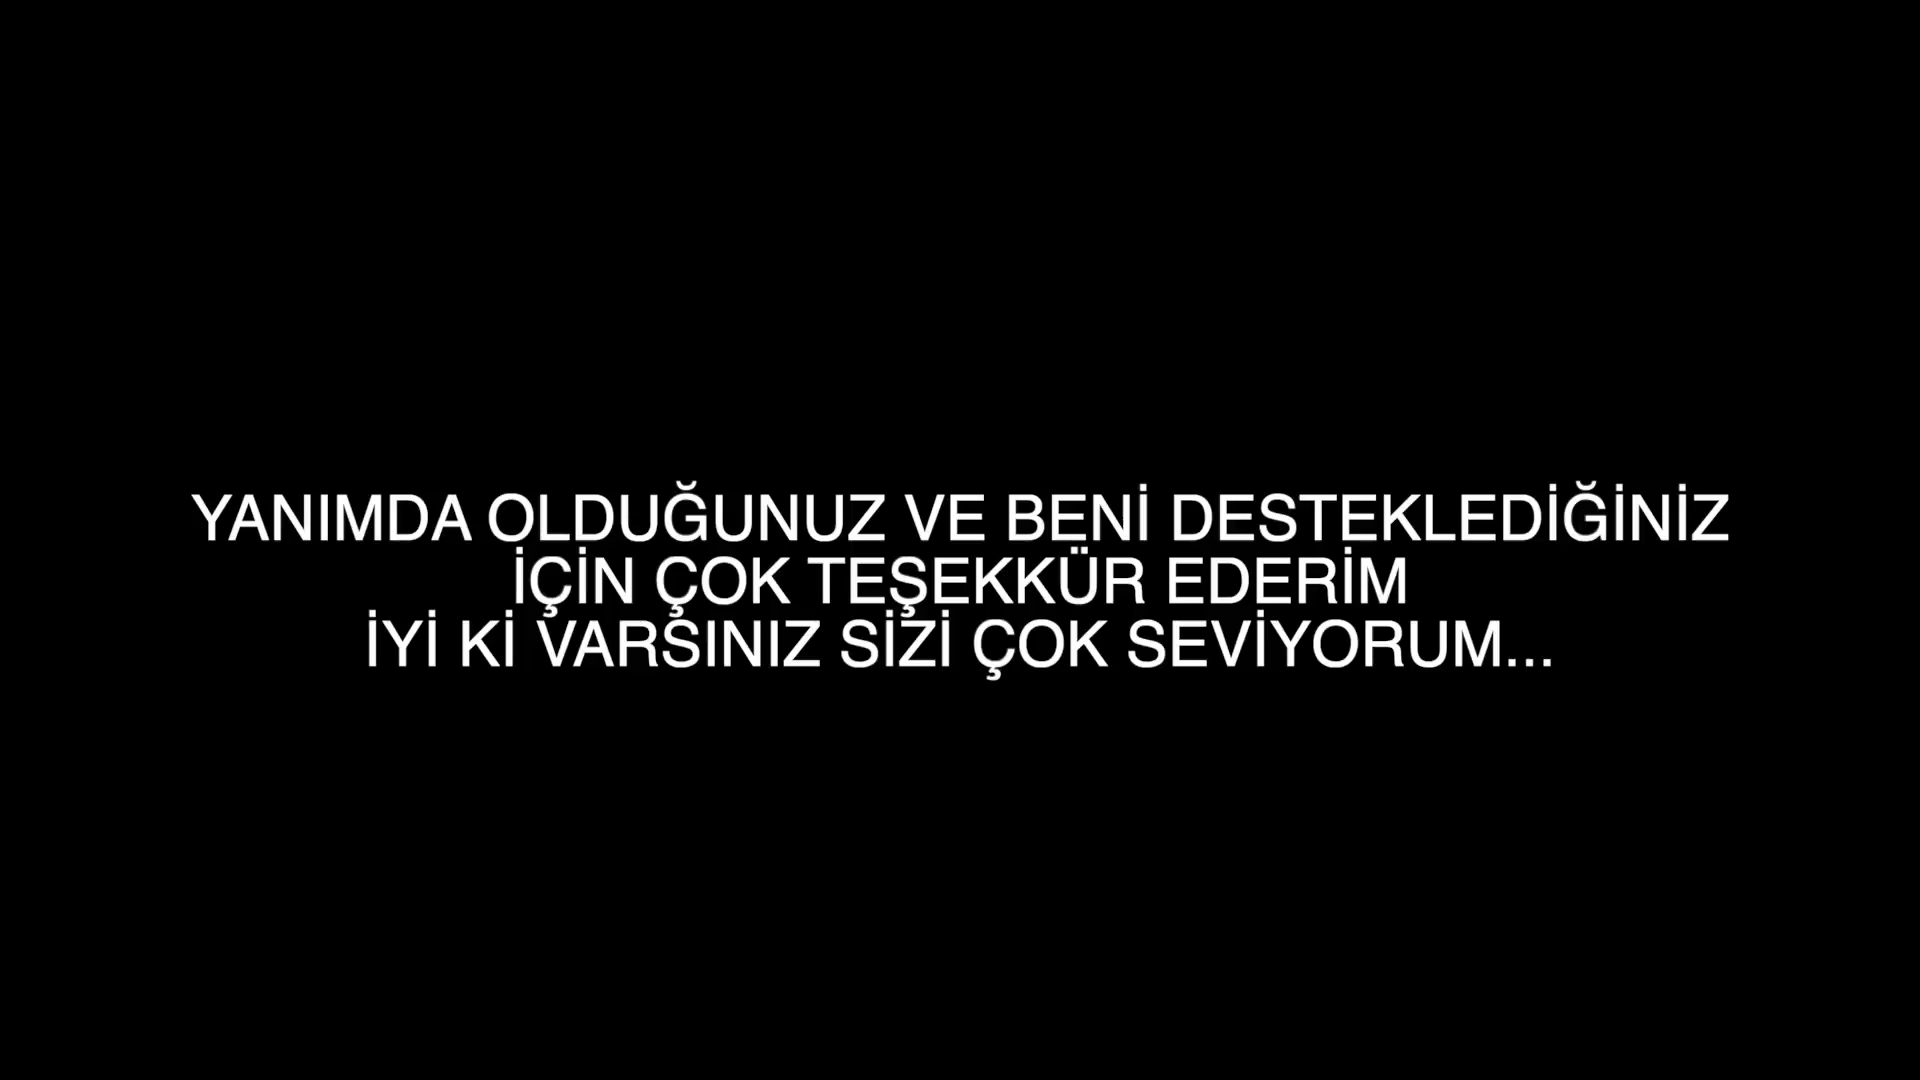 YANIMDA OLDUĞUNUZ VE BENİ DESTEKLEDİĞİNİZ
İÇİN ÇOK TEŞEKKÜR EDERİM
İYİ Kİ VARSINIZ SİZİ ÇOK SEVİYORUM...